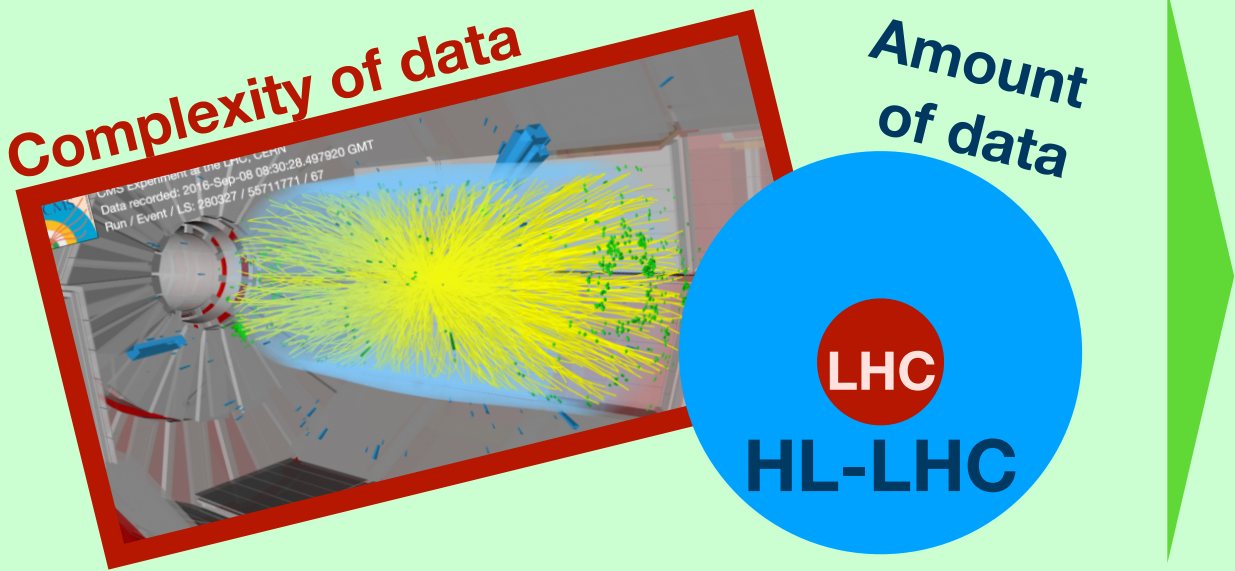 Complexity of data
CMS Experiment at the LHC, CERN
Data recorded: 2016-Sep-08 08:30:28.497920 GMT
Run / Event / LS: 280327 / 55711771 / 67
CMS
Amount
of data
LHC
HL-LHC